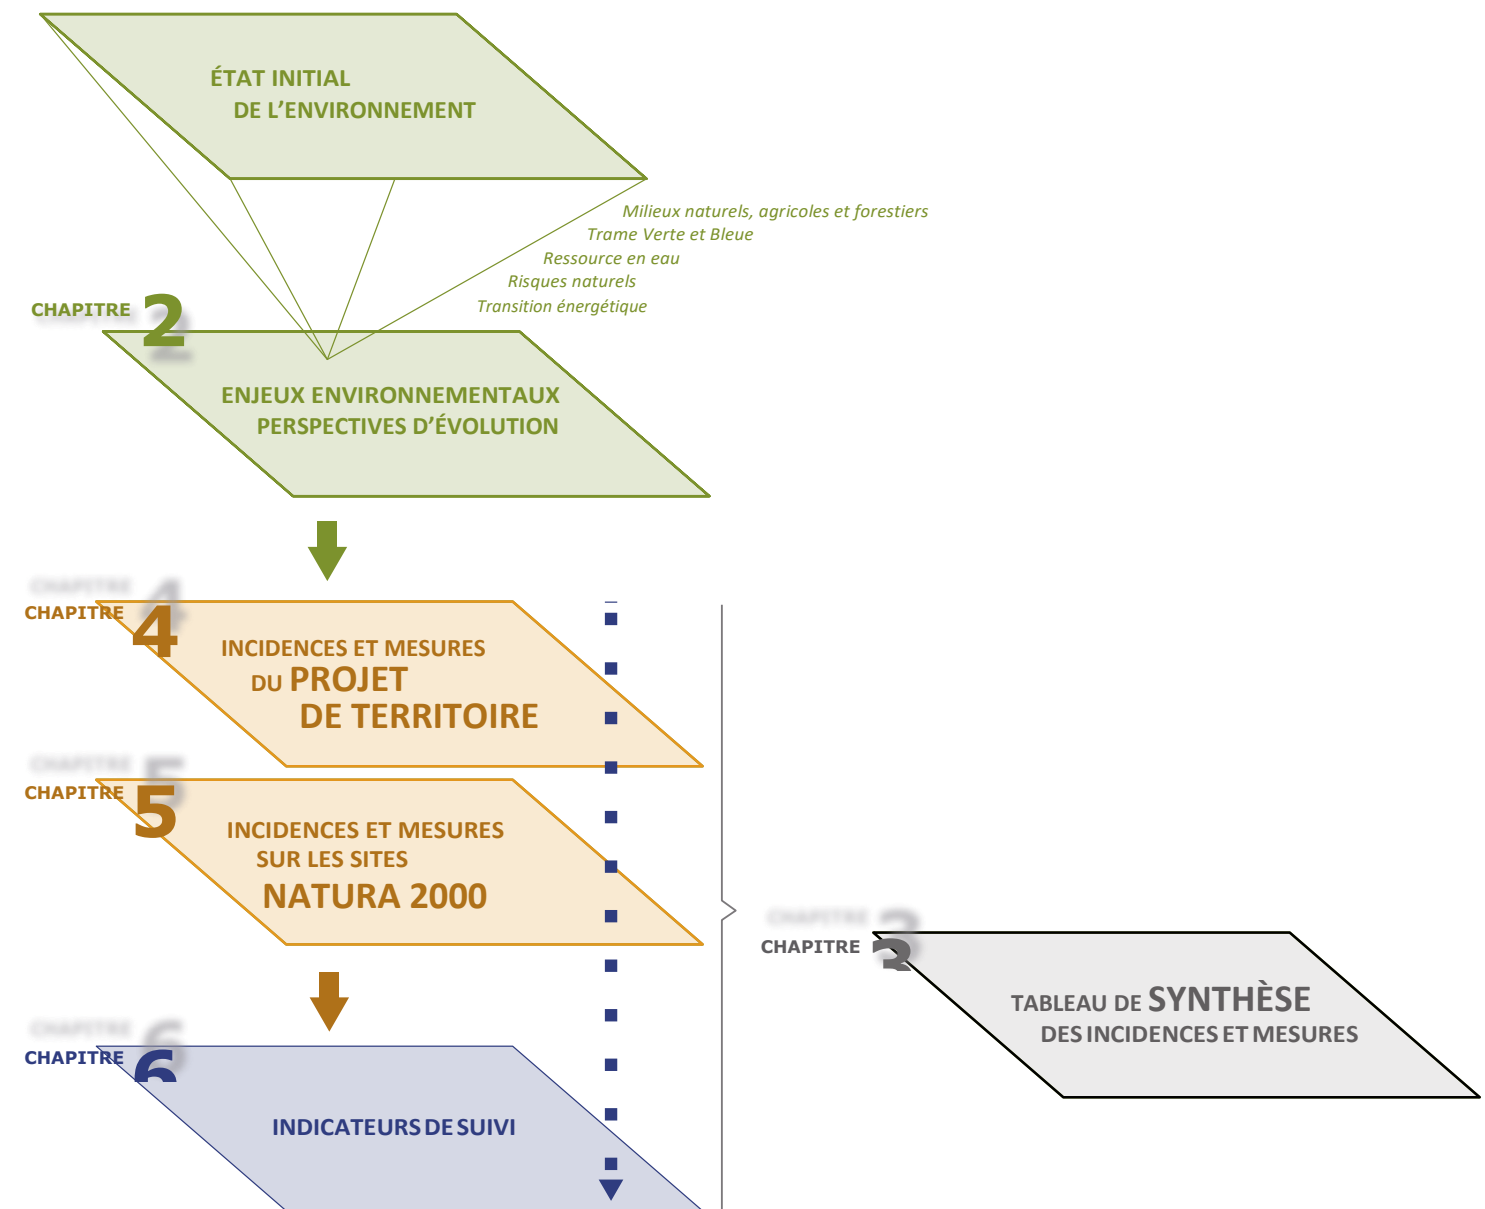 ÉTAT INITIAL
DE L’ENVIRONNEMENT
Milieux naturels, agricoles et forestiers
Trame Verte et Bleue
Ressource en eau
Risques naturels
Transition énergétique
CHAPITRE 2
ENJEUX ENVIRONNEMENTAUX
PERSPECTIVES D’ÉVOLUTION
CHAPITRE 4
INCIDENCES ET MESURES
DU PROJET
DE TERRITOIRE
CHAPITRE 5
INCIDENCES ET MESURES
SUR LES SITES
NATURA 2000
CHAPITRE 3
TABLEAU DE SYNTHÈSE
DES INCIDENCES ET MESURES
CHAPITRE 6
INDICATEURS DE SUIVI